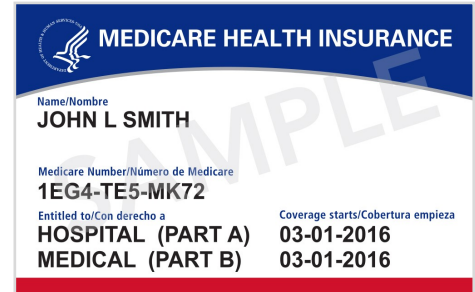 MEDICARE HEALTH INSURANCE
Name/Nombre
JOHN L SMITH
Medicare Number/Número de Medicare
1EG4-TE5-MK72
Entitled to/Con derecho a Coverage starts/Cobertura empieza
HOSPITAL (PART A) 03-01-2016
MEDICAL (PART B) 03-01-2016
SAMPLE